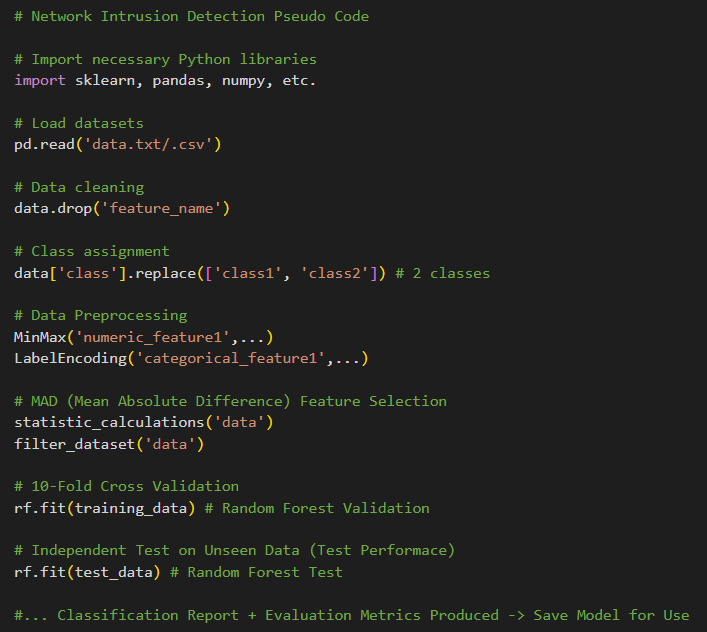 # Network Intrusion Detection Pseudo Code
# Import necessary Python libraries
import sklearn, pandas, numpy, etc.
# Load datasets
pd.read('data.txt/.csv')
# Data cleaning
data.drop('feature_name')
# Class assignment
data['class'].replace(['class1', 'class2']) # 2 classes
# Data Preprocessing
MinMax('numeric_feature1',...)
LabelEncoding('categorical_feature1',...)
# MAD (Mean Absolute Difference) Feature Selection
statistic_calculations('data')
filter_dataset('data')
# 10-Fold Cross Validation
rf.fit(training_data) # Random Forest Validation
# Independent Test on Unseen Data (Test Performace)
rf.fit(test_data) # Random Forest Test
#... Classification Report + Evaluation Metrics Produced -> Save Model for Use